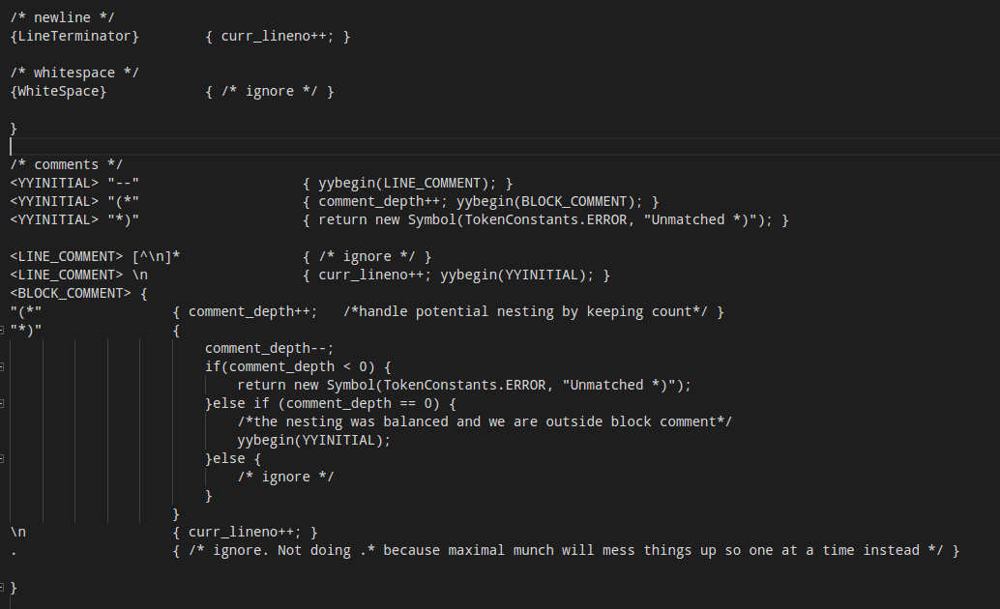 /* newline */
{LineTerminator} { curr_lineno++; }
/* whitespace */
{WhiteSpace} { /* ignore */ }
}
/* comments */
<YYINITIAL> "--" { yybegin(LINE_COMMENT); }
<YYINITIAL> "(*" { comment_depth++; yybegin(BLOCK_COMMENT); }
<YYINITIAL> "*)" { return new Symbol(TokenConstants.ERROR, "Unmatched *)"); }
<LINE_COMMENT> [^\n]* { /* ignore */ }
<LINE_COMMENT> \n { curr_lineno++; yybegin(YYINITIAL); }
<BLOCK_COMMENT> {
"(*" { comment_depth++; /*handle potential nesting by keeping count*/ }
"*)" {
comment_depth--;
if(comment_depth < 0) {
return new Symbol(TokenConstants.ERROR, "Unmatched *)");
}else if (comment_depth == 0) {
/*the nesting was balanced and we are outside block comment*/
yybegin(YYINITIAL);
}else {
/* ignore */
}
}
\n { curr_lineno++; }
. { /* ignore. Not doing .* because maximal munch will mess things up so one at a time instead */ }
}